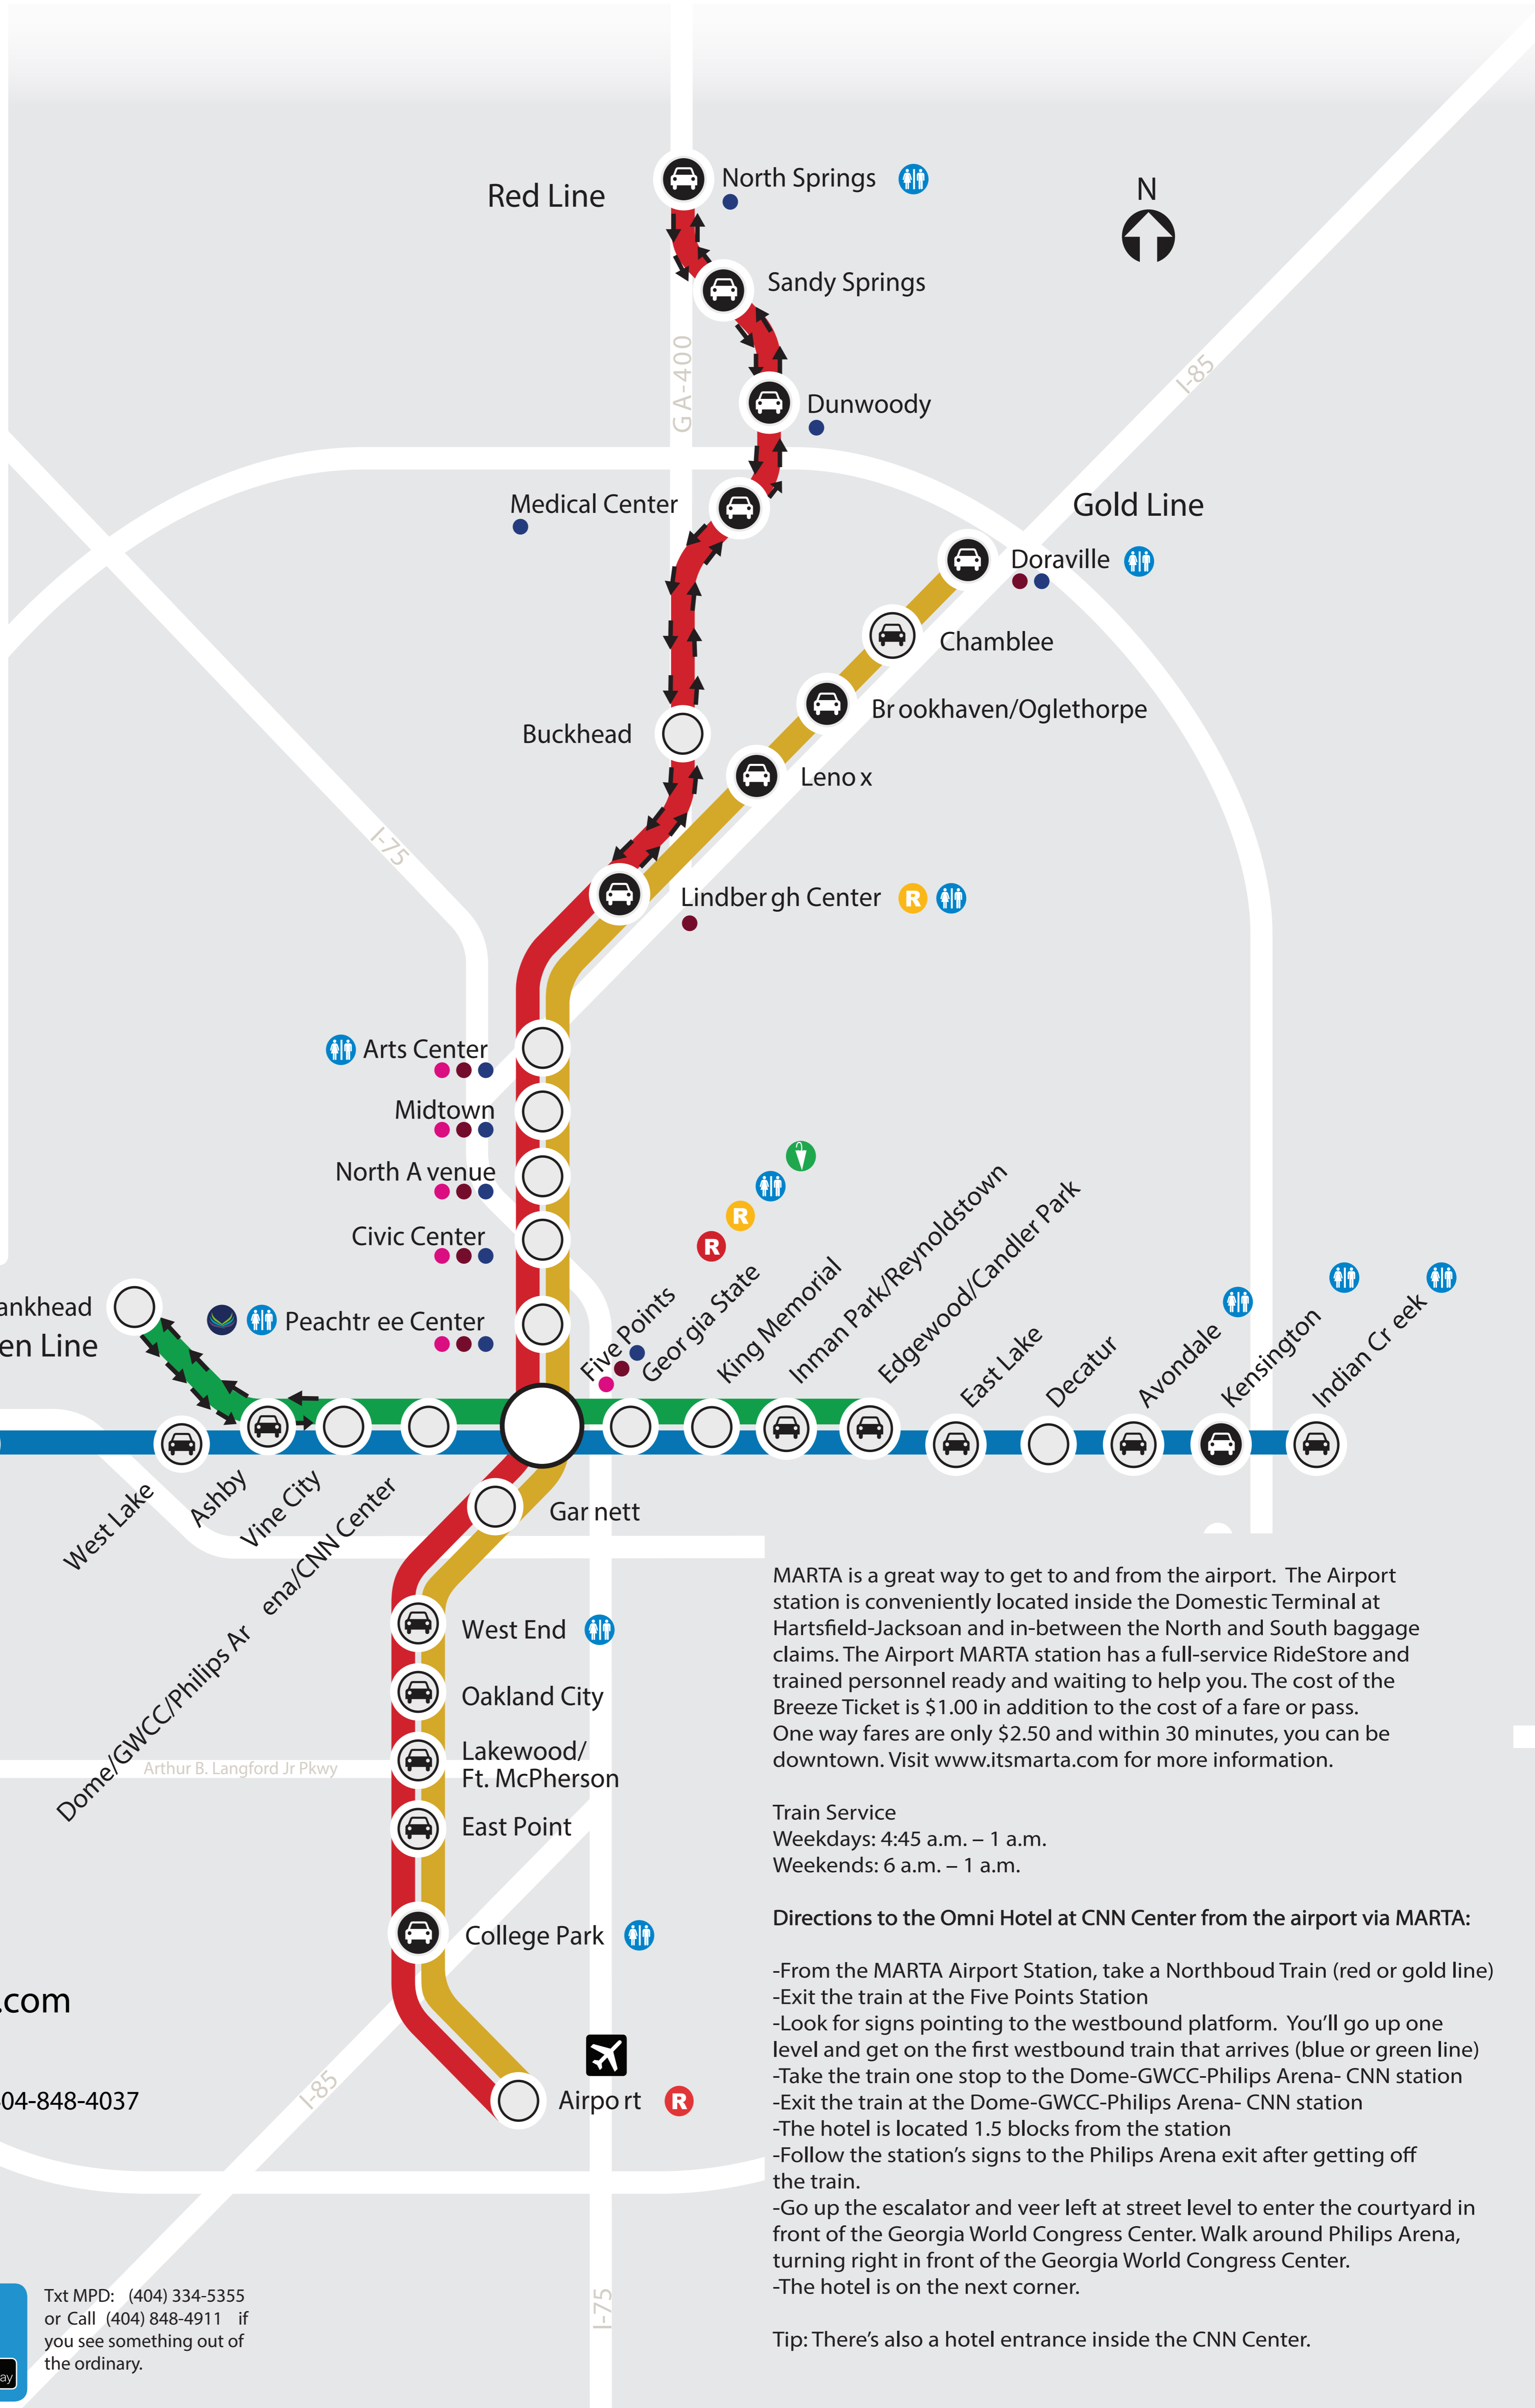 Red Line
North Springs
N
Sandy Springs
GA-400
I-85
Dunwoody
Medical Center
Gold Line
Doraville
Chamblee
Brookhaven/Oglethorpe
Buckhead
Lenox
I-75
Lindbergh Center
R
Arts Center
Midtown
North Avenue
Civic Center
R
R
ankhead
en Line
Peachtree Center
Five Points
Georgia State
King Memorial
Inman Park/Reynoldstown
Edgewood/Candler Park
East Lake
Decatur
Avondale
Kensington
Indian Creek
West Lake
Ashby
Vine City
Dome/GWCC/Philips Arena/CNN Center
Garnett
West End
Oakland City
Arthur B. Langford Jr Pkwy
Lakewood/
Ft. McPherson
East Point
College Park
.com
I-85
04-848-4037
Airport
R
I-75
MARTA is a great way to get to and from the airport. The Airport
station is conveniently located inside the Domestic Terminal at
Hartsfield-Jacksoan and in-between the North and South baggage
claims. The Airport MARTA station has a full-service RideStore and
trained personnel ready and waiting to help you. The cost of the
Breeze Ticket is $1.00 in addition to the cost of a fare or pass.
One way fares are only $2.50 and within 30 minutes, you can be
downtown. Visit www.itsmarta.com for more information.
Train Service
Weekdays: 4:45 a.m. – 1 a.m.
Weekends: 6 a.m. – 1 a.m.
Directions to the Omni Hotel at CNN Center from the airport via MARTA:
-From the MARTA Airport Station, take a Northboud Train (red or gold line)
-Exit the train at the Five Points Station
-Look for signs pointing to the westbound platform. You’ll go up one
level and get on the first westbound train that arrives (blue or green line)
-Take the train one stop to the Dome-GWCC-Philips Arena- CNN station
-Exit the train at the Dome-GWCC-Philips Arena- CNN station
-The hotel is located 1.5 blocks from the station
-Follow the station’s signs to the Philips Arena exit after getting off
the train.
-Go up the escalator and veer left at street level to enter the courtyard in
front of the Georgia World Congress Center. Walk around Philips Arena,
turning right in front of the Georgia World Congress Center.
-The hotel is on the next corner.
Tip: There’s also a hotel entrance inside the CNN Center.
Txt MPD: (404) 334-5355
or Call (404) 848-4911 if
you see something out of
the ordinary.
ay